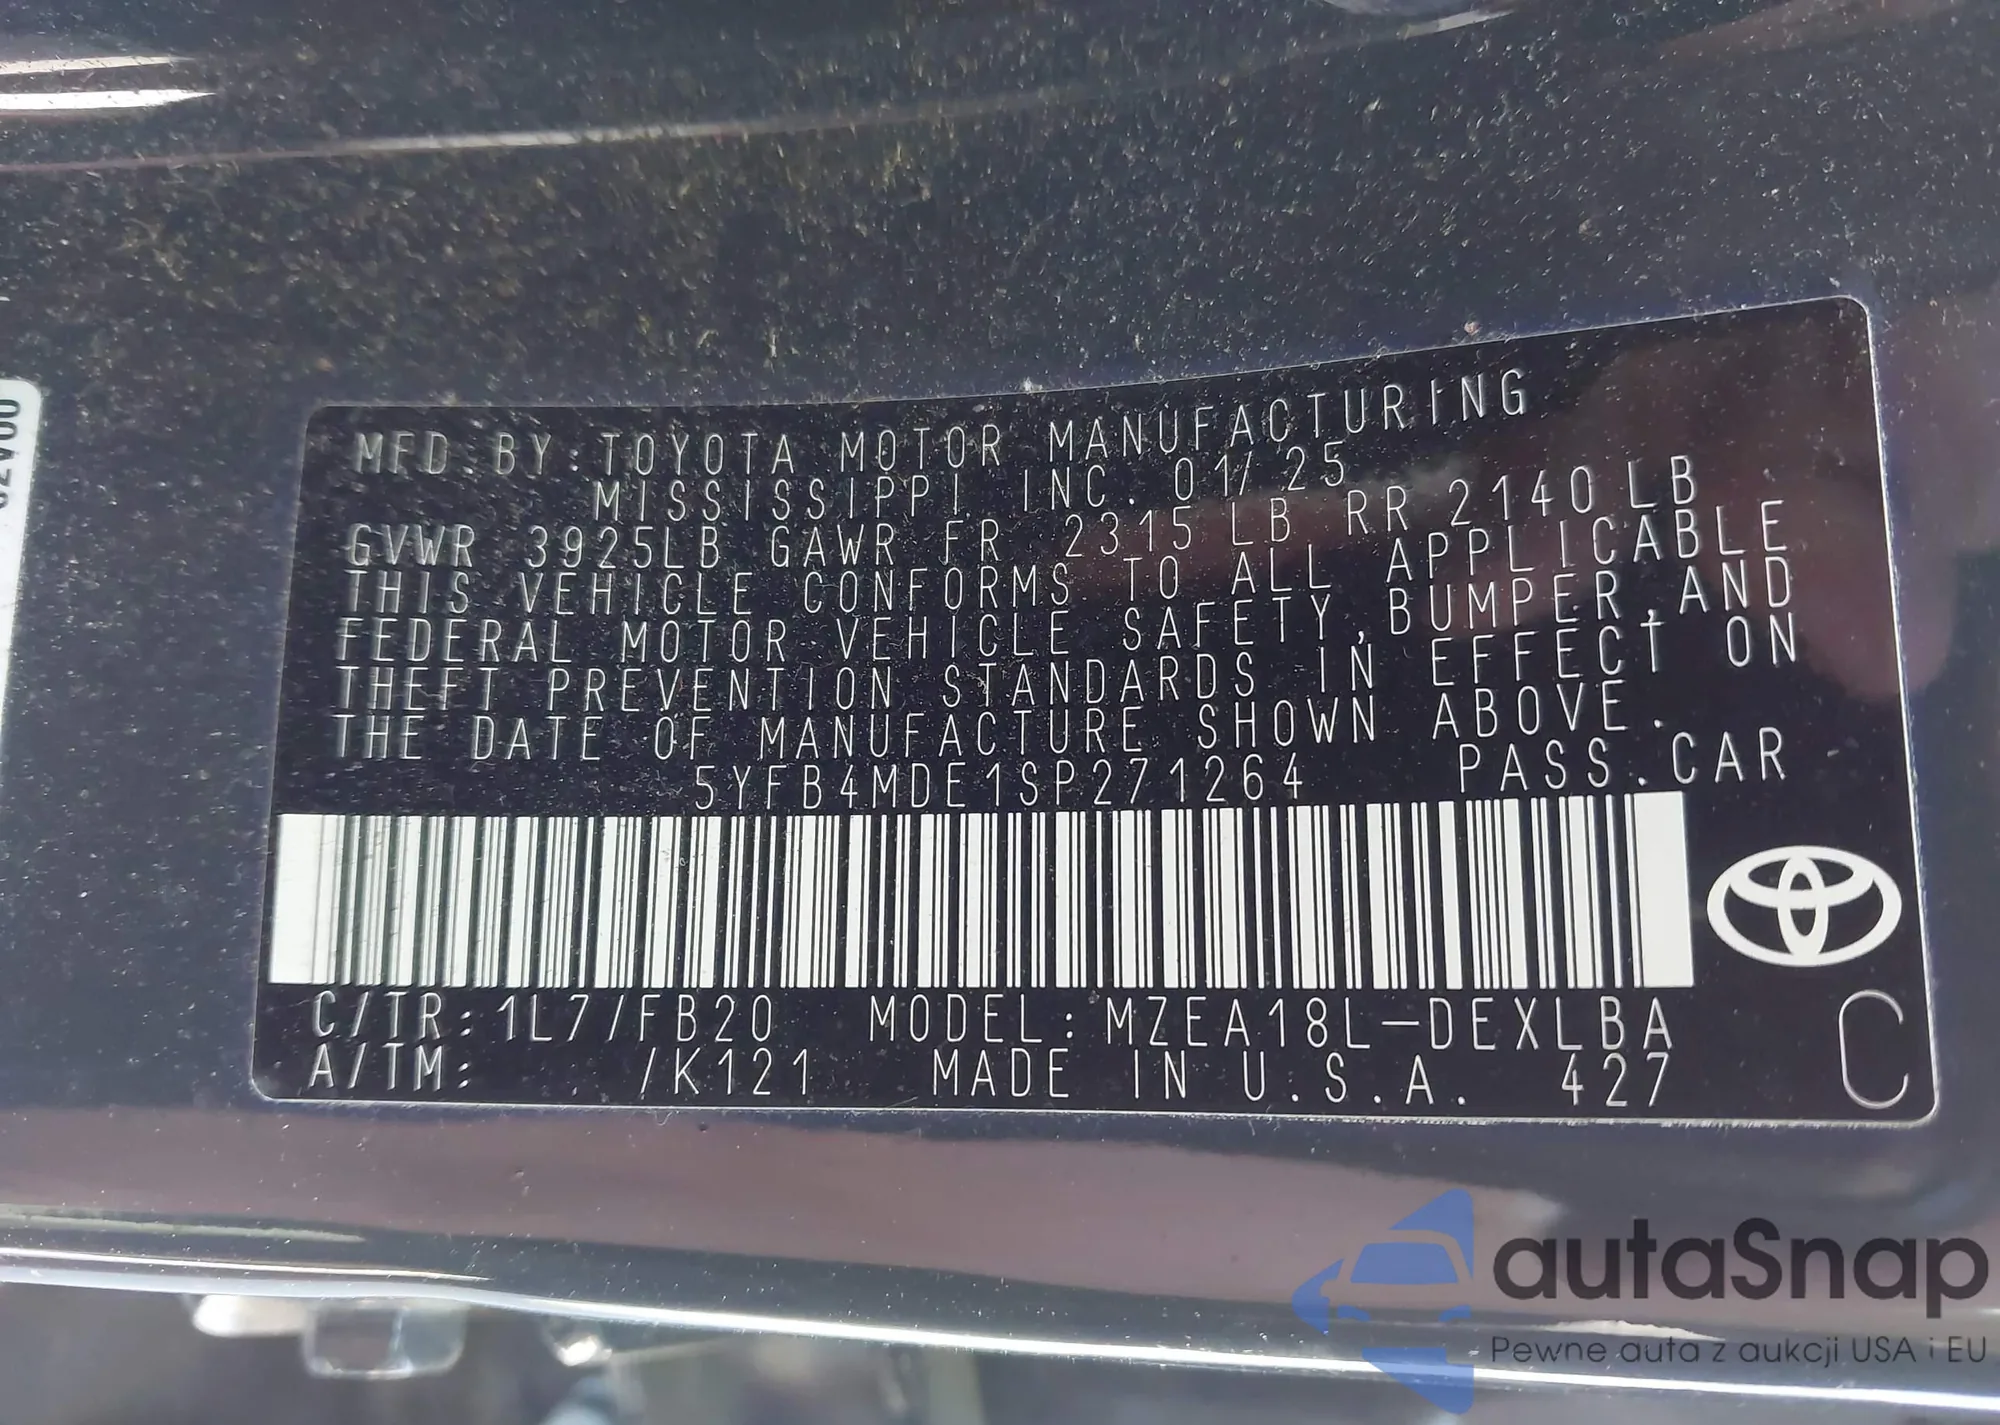 MFD.BY:TOYOTA MOTOR MANUFACTURING
MISSISSIPPI, INC. 01/25
GVWR 3925LB GAWR FR 2315 LB RR 2140LB
THIS VEHICLE CONFORMS TO ALL APPLICABLE
FEDERAL MOTOR VEHICLE SAFETY,BUMPER,AND
THEFT PREVENTION STANDARDS IN EFFECT ON
THE DATE OF MANUFACTURE SHOWN ABOVE.
5YFB4MDE1SP271264 PASS.CAR
C/TR:1L7/FB20 MODEL:MZEA18L-DEXLBA
A/TM: /K121 MADE IN U.S.A. 427
C
autaSnap
Pewne auta z aukcji USA i EU